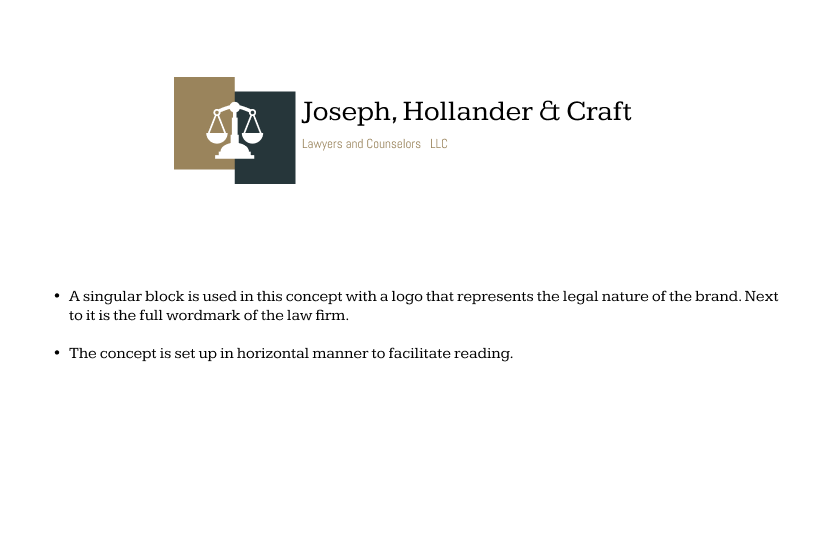 Joseph, Hollander & Craft
Lawyers and Counselors LLC
• A singular block is used in this concept with a logo that represents the legal nature of the brand. Next
to it is the full wordmark of the law firm.
• The concept is set up in horizontal manner to facilitate reading.